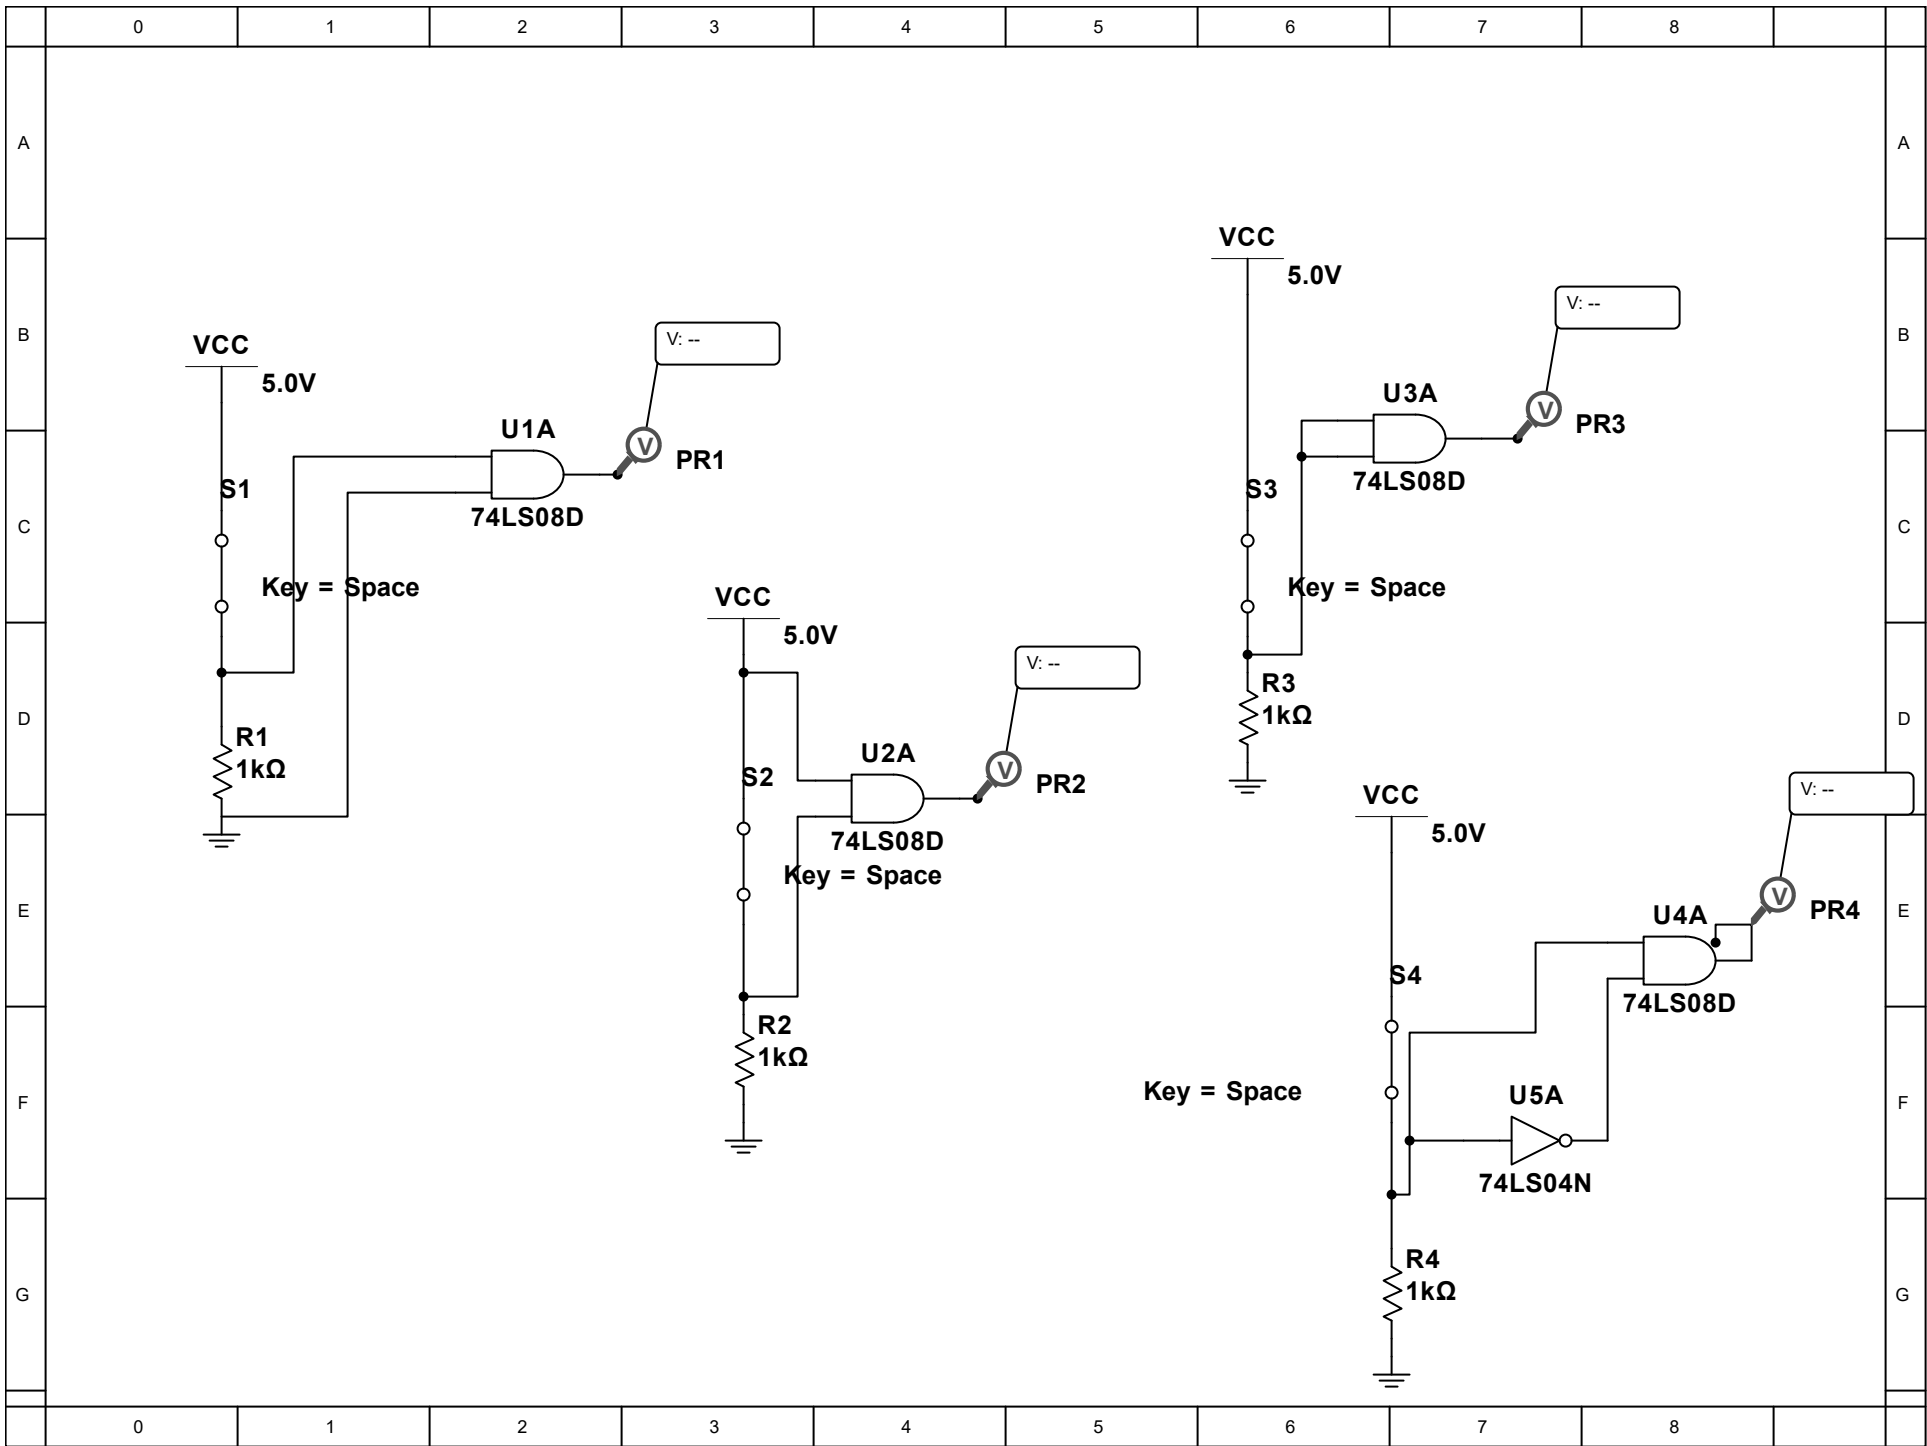 0 1 2 3 4 5 6 7 8
A A
VCC
5.0V
V: --
B B
VCC
5.0V
V: --
U3A
PR3
U1A
PR1
S1
74LS08D
S3
74LS08D
C C
Key = Space
Key = Space
VCC
5.0V
V: --
R3
1kΩ
D D
R1
1kΩ
U2A
PR2
S2
74LS08D
Key = Space
VCC
5.0V
V: --
U4A
PR4
E E
S4
74LS08D
R2
1kΩ
Key = Space
U5A
F F
74LS04N
R4
1kΩ
G G
0 1 2 3 4 5 6 7 8